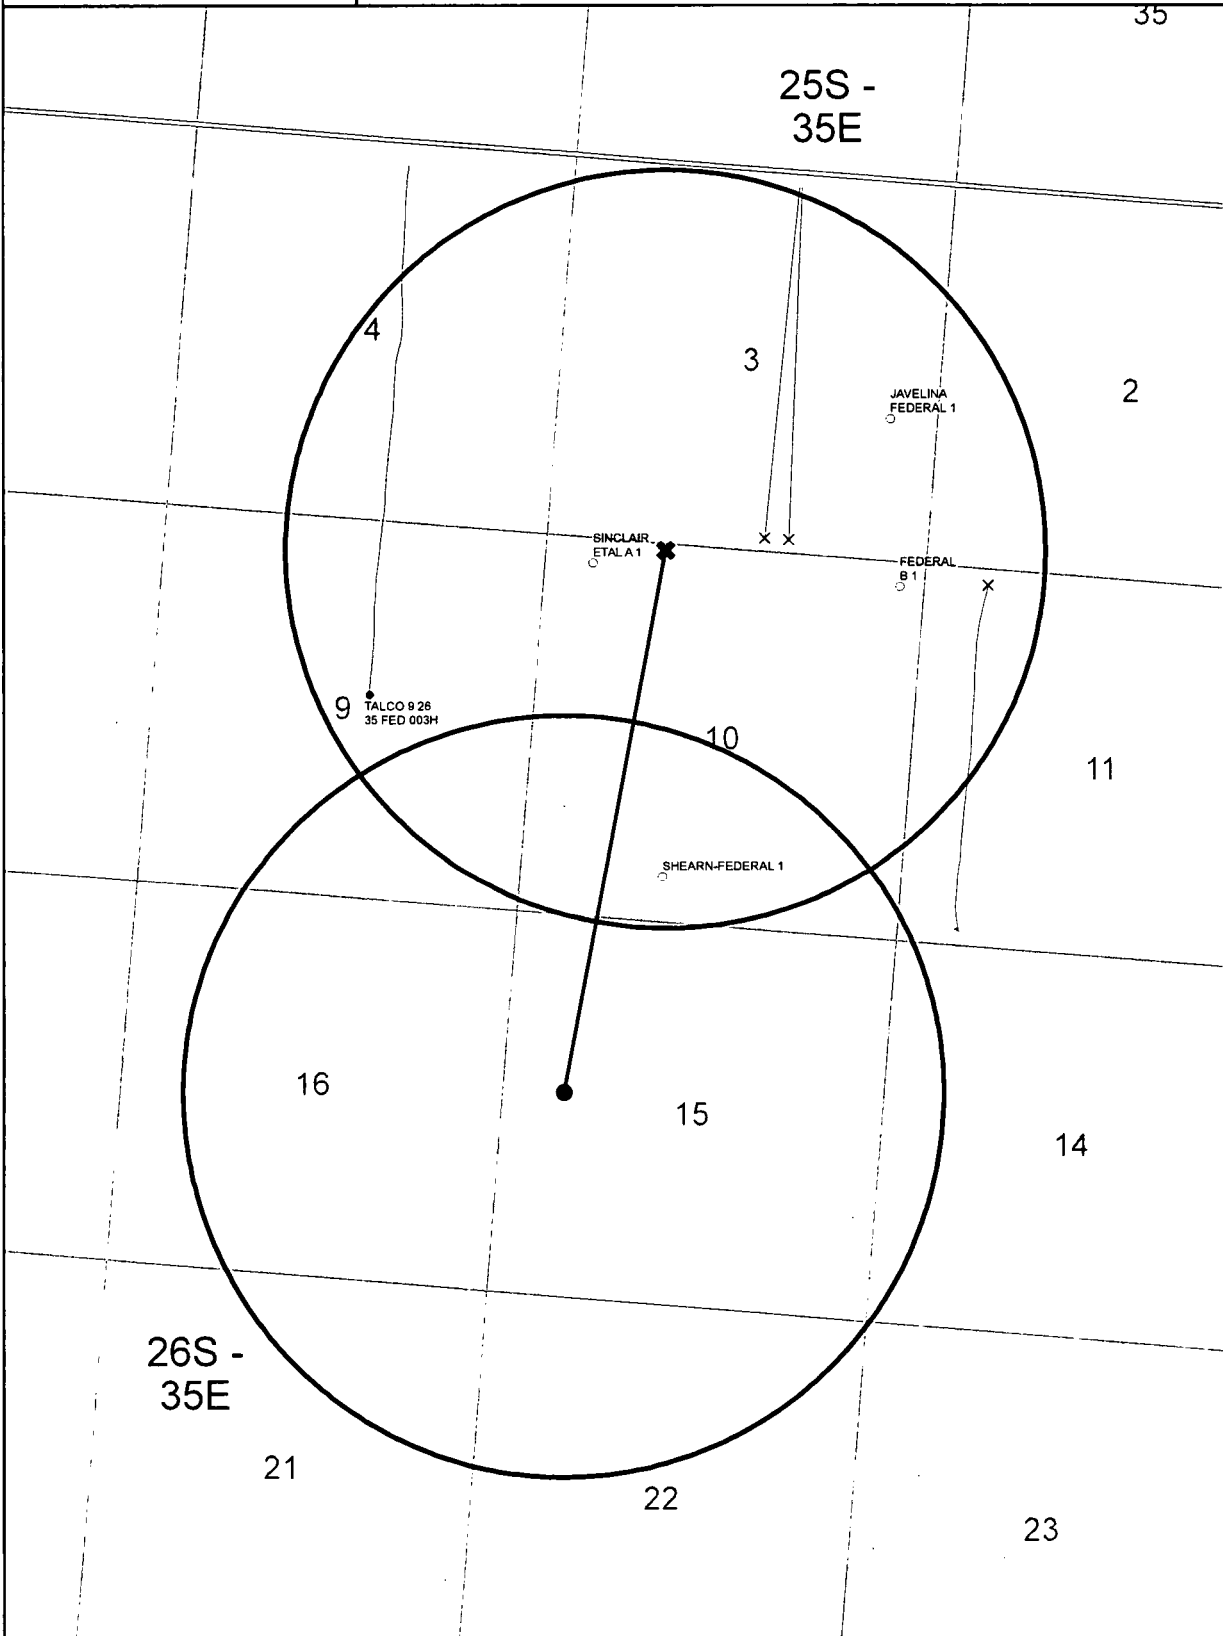 35
25S -
35E
4
3
2
JAVELINA
FEDERAL 1
SINCLAIR
ETAL A 1
FEDERAL
B 1
9
TALCO 9 26
35 FED 003H
10
11
SHEARN-FEDERAL 1
16
15
14
26S -
35E
21
22
23